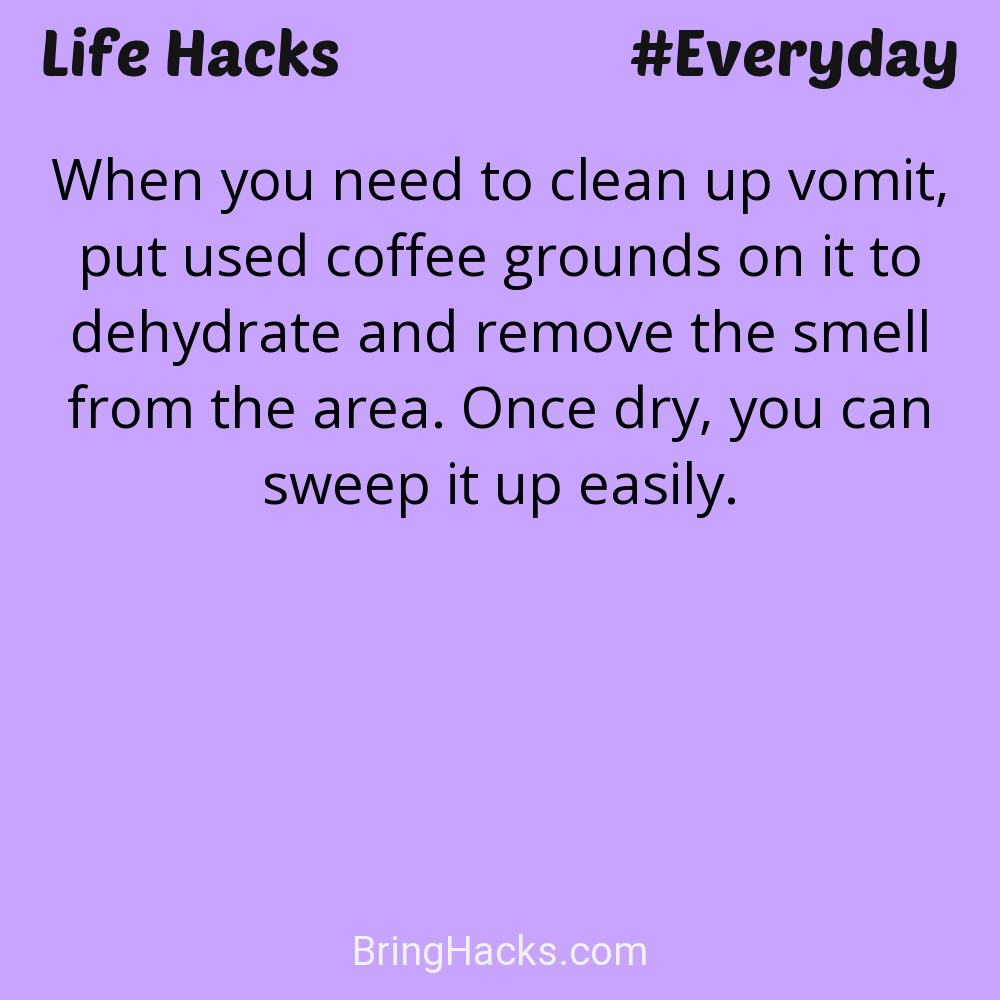 Life Hacks #Everyday
When you need to clean up vomit,
put used coffee grounds on it to
dehydrate and remove the smell
from the area. Once dry, you can
sweep it up easily.
BringHacks.com